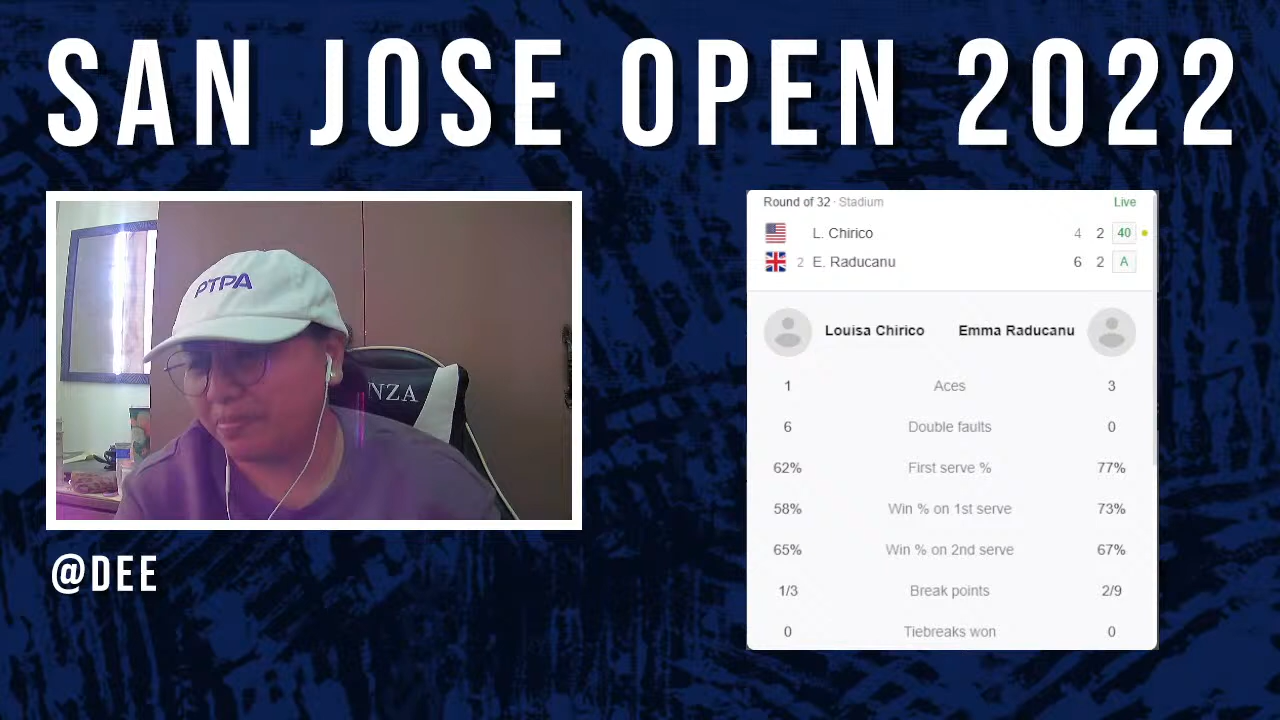 SAN JOSE OPEN 2022
PTPA
NZA
@DEE
Round of 32 · Stadium Live
L. Chirico 4 2 40
2 E. Raducanu 6 2 A
Louisa Chirico Emma Raducanu
1 Aces 3
6 Double faults 0
62% First serve % 77%
58% Win % on 1st serve 73%
65% Win % on 2nd serve 67%
1/3 Break points 2/9
0 Tiebreaks won 0